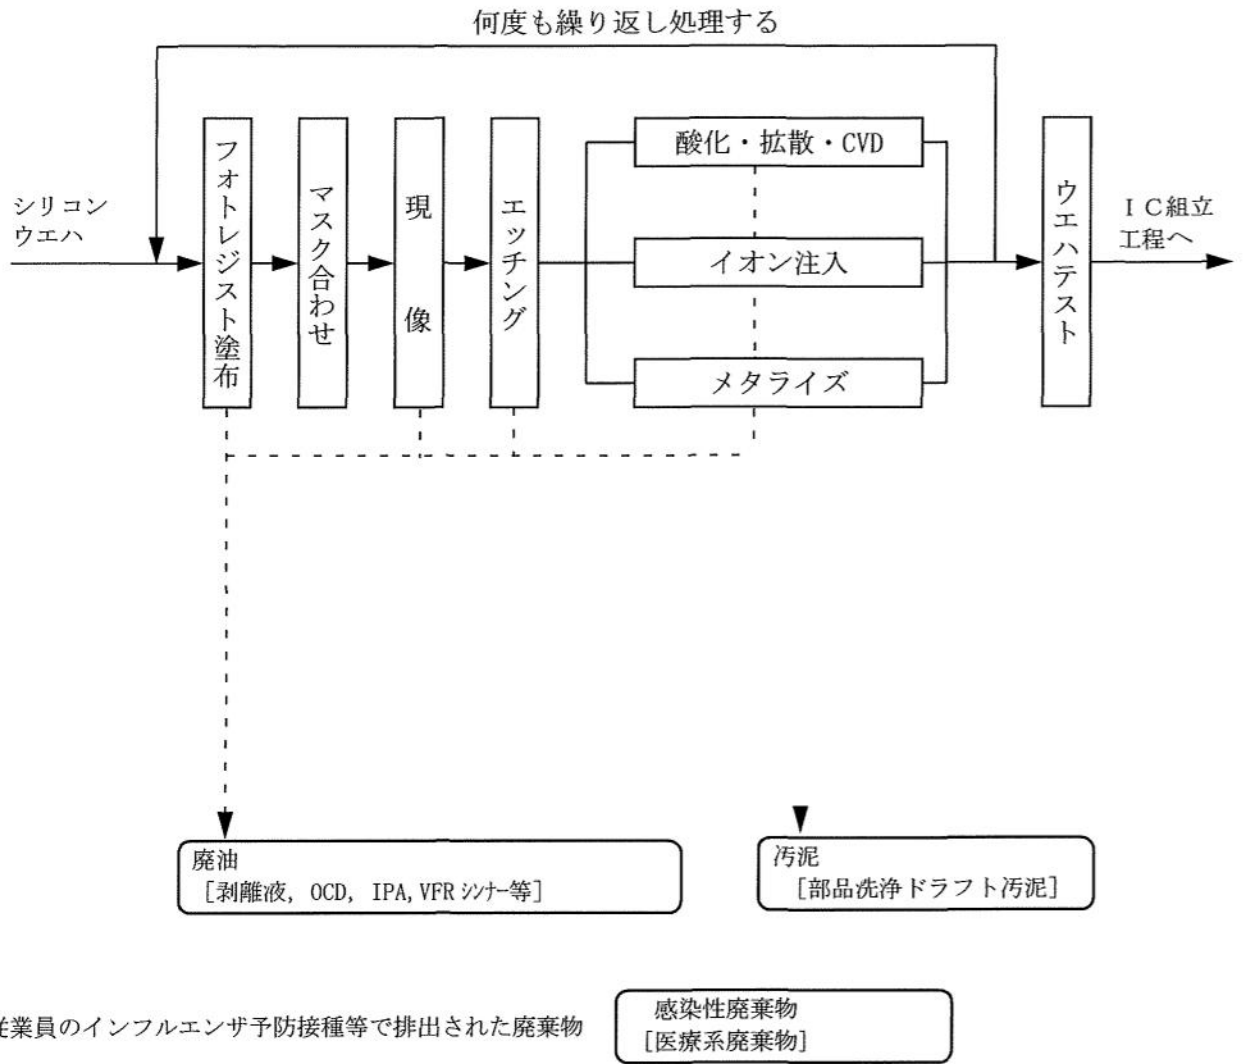 何度も繰り返し処理する
シリコン
ウエハ
フォトレジスト塗布
マスク合わせ
現像
エッチング
酸化・拡散・CVD
イオン注入
メタライズ
ウエハテスト
ＩＣ組立
工程へ
廃油
[剥離液, OCD, IPA, VFR ｼﾝﾅｰ等]
汚泥
[部品洗浄ドラフト汚泥]
従業員のインフルエンザ予防接種等で排出された廃棄物
感染性廃棄物
[医療系廃棄物]